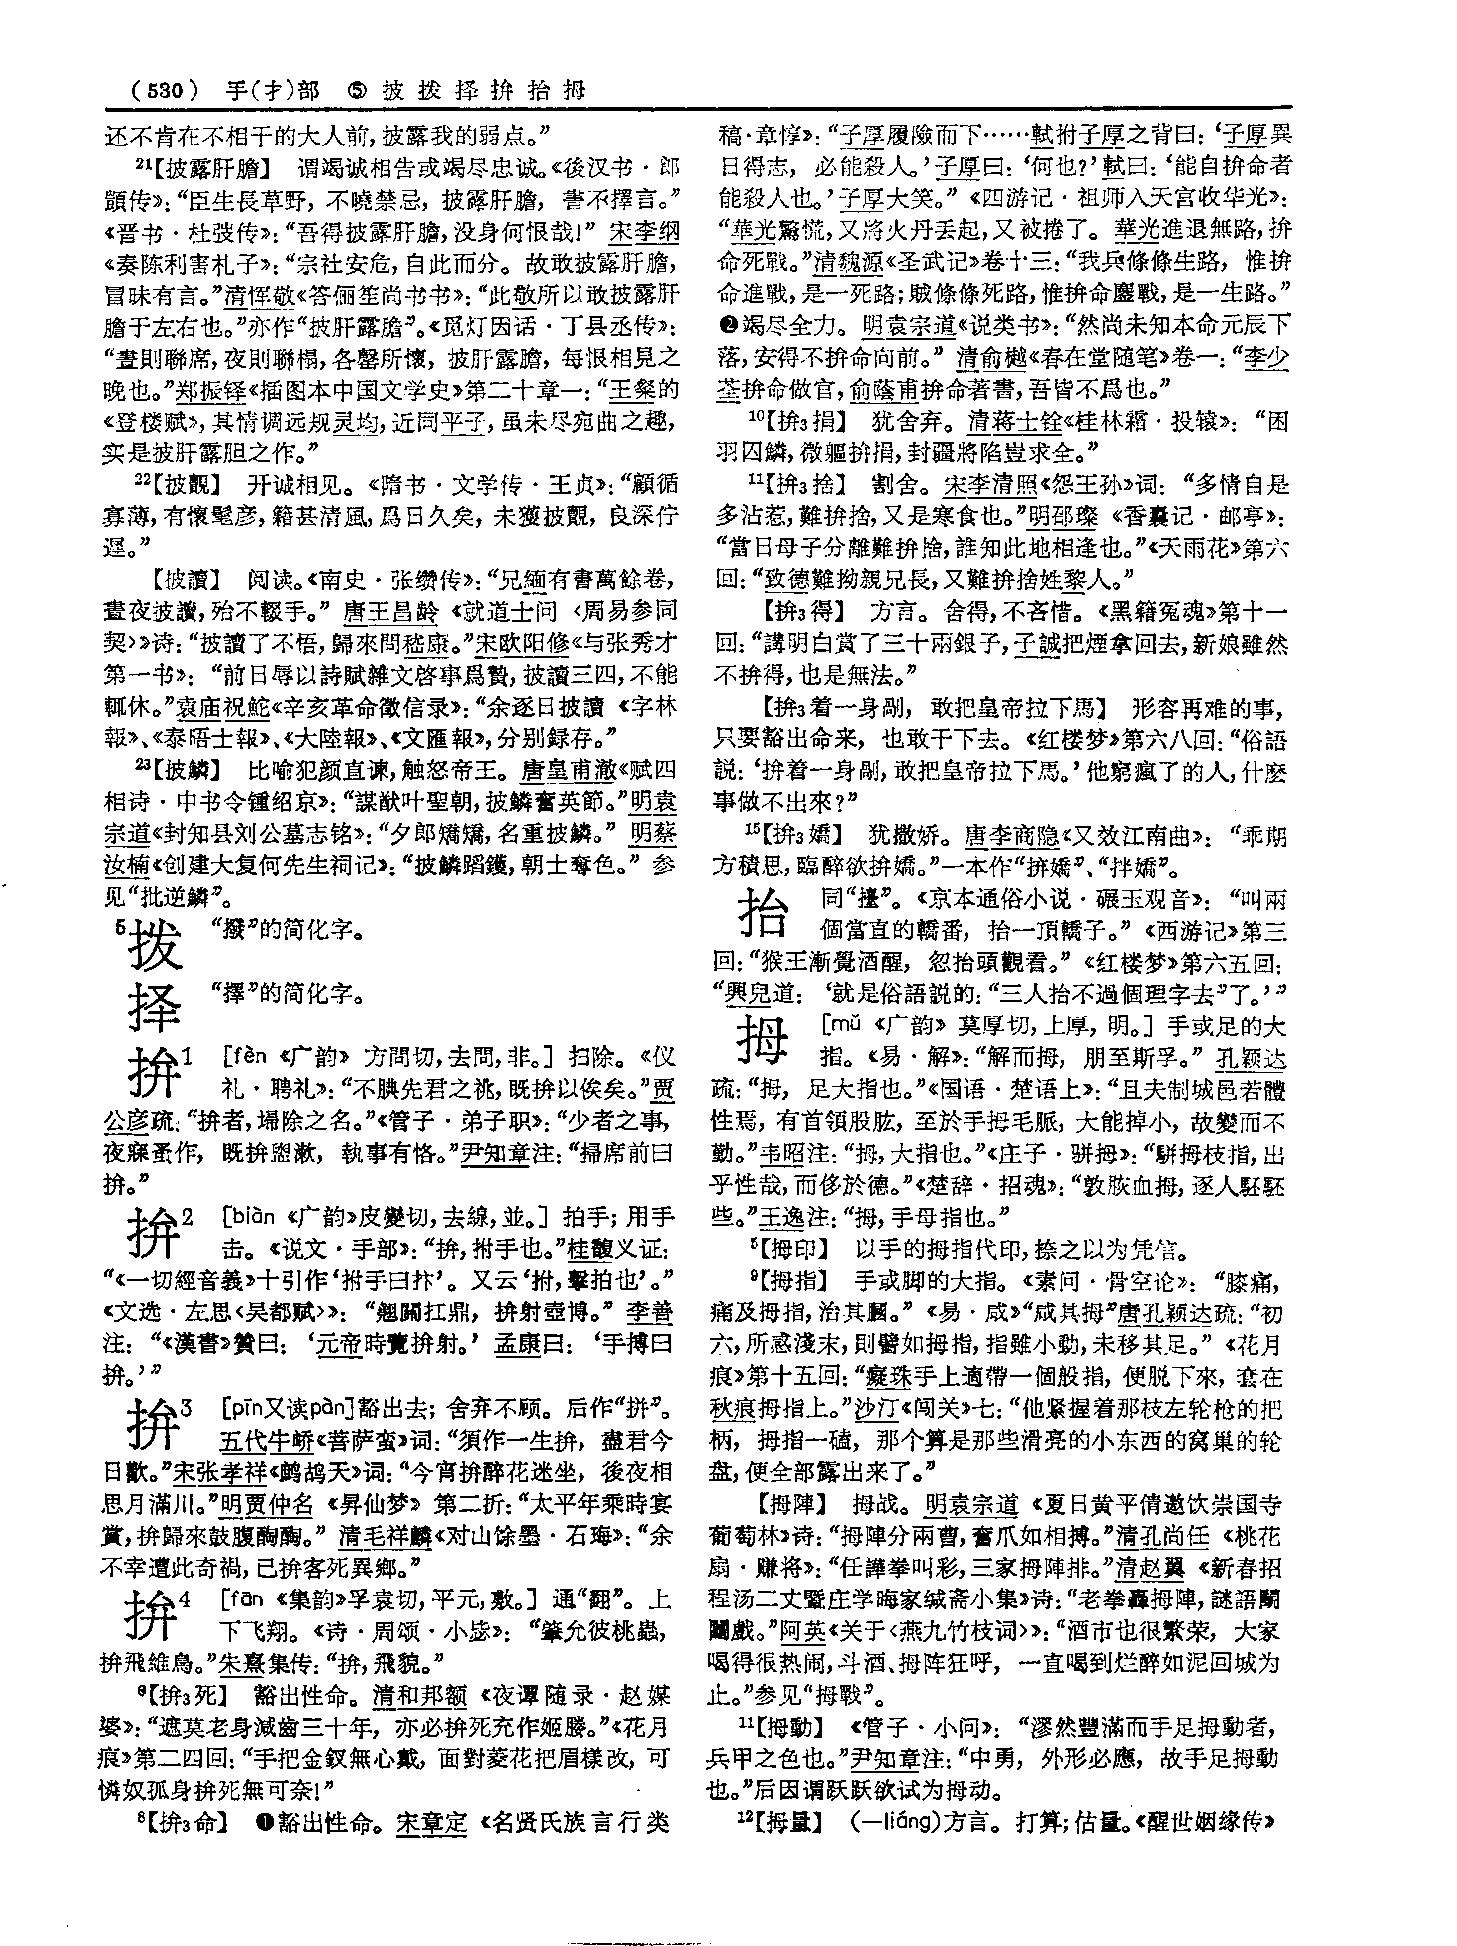 (530) 手(扌)部 ⑤ 披拨择拚抬拇
还不肯在不相干的大人前,披露我的弱点。”
21【披露肝膽】 谓竭诚相告或竭尽忠诚。《後汉书·郎
顗传》:“臣生長草野, 不曉禁忌, 披露肝膽, 書不擇言。”
《晋书·杜弢传》:“吾得披露肝膽,没身何恨哉!” 宋李纲
《奏陈利害札子》:“宗社安危,自此而分。故敢披露肝膽,
冒昧有言。”清恽敬《答俪笙尚书书》:“此敬所以敢披露肝
膽于左右也。”亦作“披肝露膽”。《觅灯因话·丁县丞传》:
“晝則聯席,夜則聯榻,各罄所懷, 披肝露膽, 每恨相見之
晚也。”郑振铎《插图本中国文学史》第二十章一:“王粲的
《登楼赋》,其情调远规灵均,近同平子,虽未尽宛曲之趣,
实是披肝露胆之作。”
22【披覿】 开诚相见。《隋书·文学传·王贞》:“顧循
寡薄,有懷髦彦,籍甚清風,爲日久矣, 未獲披覿, 良深佇
遲。”
【披讀】 阅读。《南史·张缵传》:“兄緬有書萬餘卷,
晝夜披讀,殆不輟手。” 唐王昌龄《就道士问〈周易参同
契〉》诗:“披讀了不悟,歸來問嵇康。”宋欧阳修《与张秀才
第一书》:“前日辱以詩賦雜文啓事爲贄,披讀三四,不能
輒休。”袁庙祝蛇《辛亥革命徵信录》:“余逐日披讀《字林
報》、《泰晤士報》、《大陸報》、《文匯報》,分别録存。”
23【披鱗】 比喻犯颜直谏,触怒帝王。唐皇甫澈《赋四
相诗·中书令锺绍京》:“謀猷叶聖朝,披鱗奮英節。”明袁
宗道《封知县刘公墓志铭》:“夕郎矯矯,名重披鱗。” 明蔡
汝楠《创建大复何先生祠记》:“披鱗蹈鑊,朝士奪色。” 参
见“批逆鱗”。
5拨 “撥”的简化字。
择 “擇”的简化字。
拚1 [fèn《广韵》方問切,去問,非。] 扫除。《仪
礼·聘礼》:“不腆先君之祧,既拚以俟矣。”贾
公彦疏:“拚者,埽除之名。”《管子·弟子职》:“少者之事,
夜寐蚤作, 既拚盥漱, 執事有恪。”尹知章注:“掃席前曰
拚。”
拚2 [biàn《广韵》皮變切,去線,並。] 拍手;用手
击。《说文·手部》:“拚,拊手也。”桂馥义证:
“《一切經音義》十引作‘拊手曰抃’。又云‘拊,擊拍也’。”
《文选·左思〈吴都赋〉》:“翹關扛鼎, 拚射壺博。” 李善
注:“《漢書》贊曰:‘元帝時覽拚射。’孟康曰:‘手搏曰
拚。’”
拚3 [pīn又读pàn]豁出去;舍弃不顾。后作“拼”。
五代牛峤《菩萨蛮》词:“須作一生拚, 盡君今
日歡。”宋张孝祥《鹧鸪天》词:“今宵拚醉花迷坐, 後夜相
思月滿川。”明贾仲名《昇仙梦》第二折:“太平年乘時宴
賞,拚歸來鼓腹酶酶。” 清毛祥麟《对山馀墨·石琇》:“余
不幸遭此奇禍,已拚客死異鄉。”
拚4 [fān《集韵》孚袁切,平元,敷。] 通“翻”。上
下飞翔。《诗·周颂·小毖》:“肇允彼桃蟲,
拚飛維鳥。”朱熹集传:“拚,飛貌。”
6【拚3死】 豁出性命。清和邦额《夜谭随录·赵媒
婆》:“遮莫老身減齒三十年, 亦必拚死充作姬媵。”《花月
痕》第二四回:“手把金釵無心戴, 面對菱花把眉樣改, 可
憐奴孤身拚死無可奈!”
8【拚3命】 ❶豁出性命。宋章定《名贤氏族言行类
稿·章惇》:“子厚履險而下……軾拊子厚之背曰:‘子厚異
日得志, 必能殺人。’子厚曰:‘何也?’軾曰:‘能自拚命者
能殺人也。’子厚大笑。”《四游记·祖师入天宫收华光》:
“華光驚慌,又將火丹丢起,又被捲了。華光進退無路,拚
命死戰。”清魏源《圣武记》卷十三:“我兵條條生路, 惟拚
命進戰,是一死路;賊條條死路,惟拚命鏖戰,是一生路。”
❷竭尽全力。明袁宗道《说类书》:“然尚未知本命元辰下
落,安得不拚命向前。” 清俞樾《春在堂随笔》卷一:“李少
荃拚命做官,俞蔭甫拚命著書,吾皆不爲也。”
10【拚3捐】 犹舍弃。清蒋士铨《桂林霜·投辕》:“困
羽囚鱗,微軀拚捐,封疆將陷豈求全。”
11【拚3捨】 割舍。宋李清照《怨王孙》词:“多情自是
多沾惹,難拚捨,又是寒食也。”明邵璨《香囊记·邮亭》:
“當日母子分離難拚捨,誰知此地相逢也。”《天雨花》第六
回:“致德難拗親兄長,又難拚捨姓黎人。”
【拚3得】 方言。舍得,不吝惜。《黑籍冤魂》第十一
回:“講明白賞了三十兩銀子,子誠把煙拿回去,新娘雖然
不拚得,也是無法。”
【拚3着一身剮, 敢把皇帝拉下馬】 形容再难的事,
只要豁出命来, 也敢干下去。《红楼梦》第六八回:“俗語
説:‘拚着一身剮,敢把皇帝拉下馬。’他窮瘋了的人,什麽
事做不出來?”
15【拚3嬌】 犹撒娇。唐李商隐《又效江南曲》:“乖期
方積思,臨醉欲拚嬌。”一本作“拚嬌”、“拌嬌”。
抬 同“擡”。《京本通俗小说·碾玉观音》:“叫兩
個當直的轎番, 抬一頂轎子。”《西游记》第三
回:“猴王漸覺酒醒, 忽抬頭觀看。”《红楼梦》第六五回:
“興兒道:‘就是俗語説的:“三人抬不過個理字去”了。’”
拇 [mǔ《广韵》莫厚切,上厚, 明。] 手或足的大
指。《易·解》:“解而拇, 朋至斯孚。” 孔颖达
疏:“拇, 足大指也。”《国语·楚语上》:“且夫制城邑若體
性焉, 有首領股肱, 至於手拇毛脈, 大能掉小, 故變而不
勤。”韦昭注:“拇,大指也。”《庄子·骈拇》:“駢拇枝指,出
乎性哉,而侈於德。”《楚辞·招魂》:“敦脄血拇,逐人駓駓
些。”王逸注:“拇,手母指也。”
5【拇印】 以手的拇指代印,捺之以为凭信。
9【拇指】 手或脚的大指。《素问·骨空论》:“膝痛,
痛及拇指,治其膕。”《易·咸》“咸其拇”唐孔颖达疏:“初
六,所感淺末,則譬如拇指,指雖小動,未移其足。”《花月
痕》第十五回:“癡珠手上適帶一個般指, 便脱下來, 套在
秋痕拇指上。”沙汀《闯关》七:“他紧握着那枝左轮枪的把
柄, 拇指一磕, 那个算是那些滑亮的小东西的窝巢的轮
盘,便全部露出来了。”
【拇陣】 拇战。明袁宗道《夏日黄平倩邀饮崇国寺
葡萄林》诗:“拇陣分兩曹,奮爪如相搏。”清孔尚任《桃花
扇·赚将》:“任譁拳叫彩,三家拇陣排。”清赵翼《新春招
程汤二丈暨庄学晦家缄斋小集》诗:“老拳轟拇陣,謎語鬭
鬮戲。”阿英《关于〈燕九竹枝词〉》:“酒市也很繁荣, 大家
喝得很热闹,斗酒、拇阵狂呼, 一直喝到烂醉如泥回城为
止。”参见“拇戰”。
11【拇動】 《管子·小问》:“漻然豐滿而手足拇動者,
兵甲之色也。”尹知章注:“中勇, 外形必應, 故手足拇動
也。”后因谓跃跃欲试为拇动。
12【拇量】 (—liáng)方言。打算;估量。《醒世姻缘传》